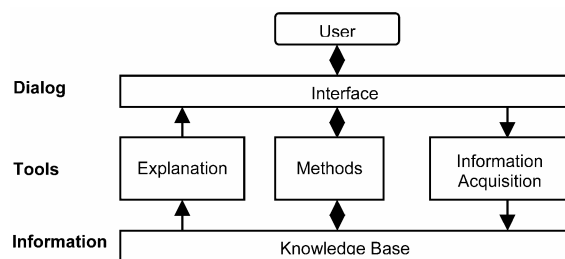 User
Dialog
Interface
Explanation
Methods
Information
Acquisition
Tools
Information
Knowledge Base